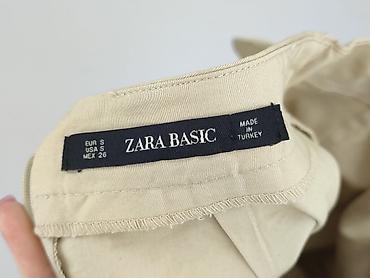 EUR S
USA S
MEX 26
ZARA BASIC
MADE
IN
TURKEY